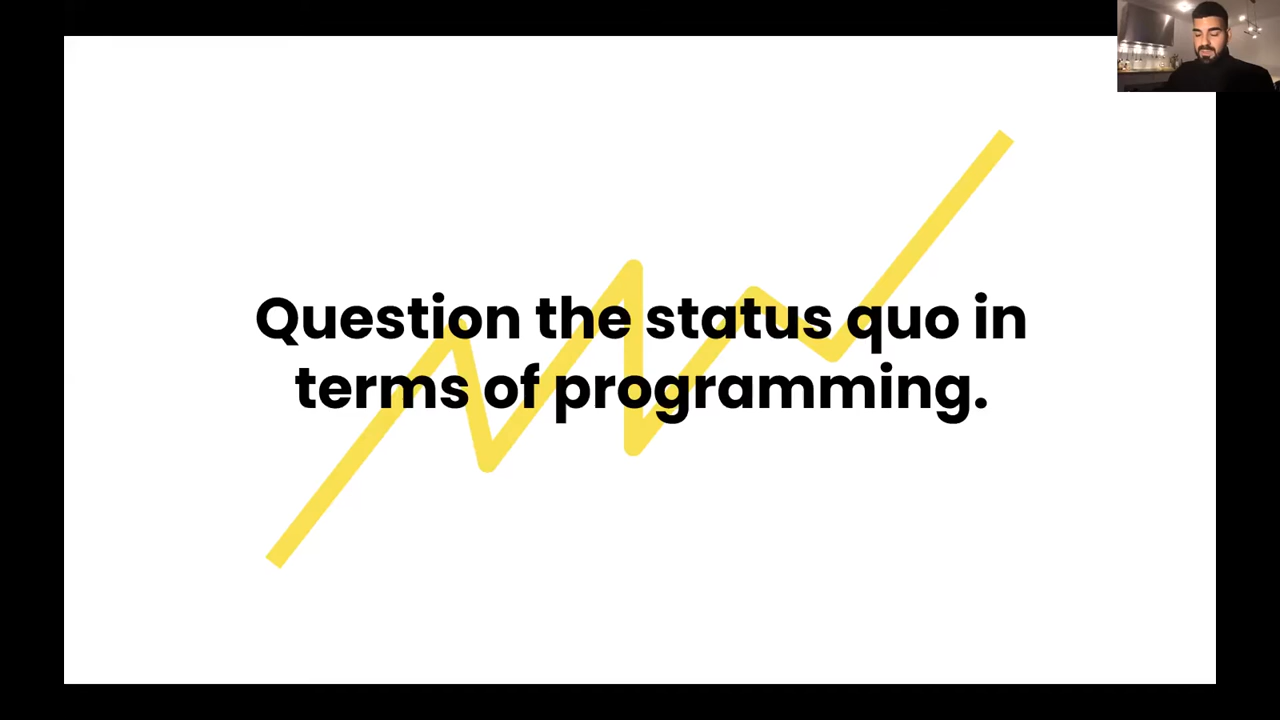 Question the status quo in
terms of programming.